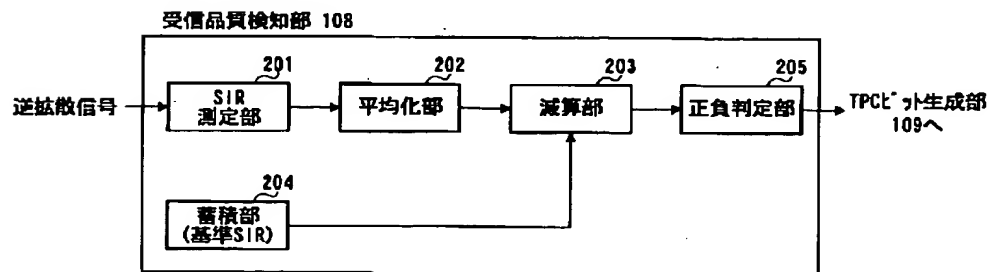 受信品質検知部 108
201
202
203
205
逆拡散信号
SIR
測定部
平均化部
減算部
正負判定部
TPCﾋﾞｯﾄ生成部
109へ
204
蓄積部
(基準SIR)